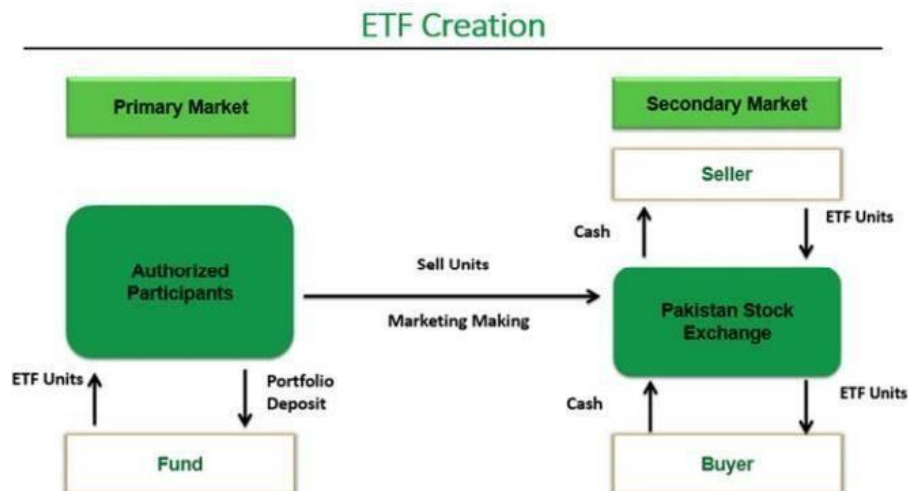 ETF Creation
Primary Market
Secondary Market
Seller
Cash
ETF Units
Authorized
Participants
Sell Units
Marketing Making
Pakistan Stock
Exchange
ETF Units
Portfolio
Deposit
Cash
ETF Units
Fund
Buyer